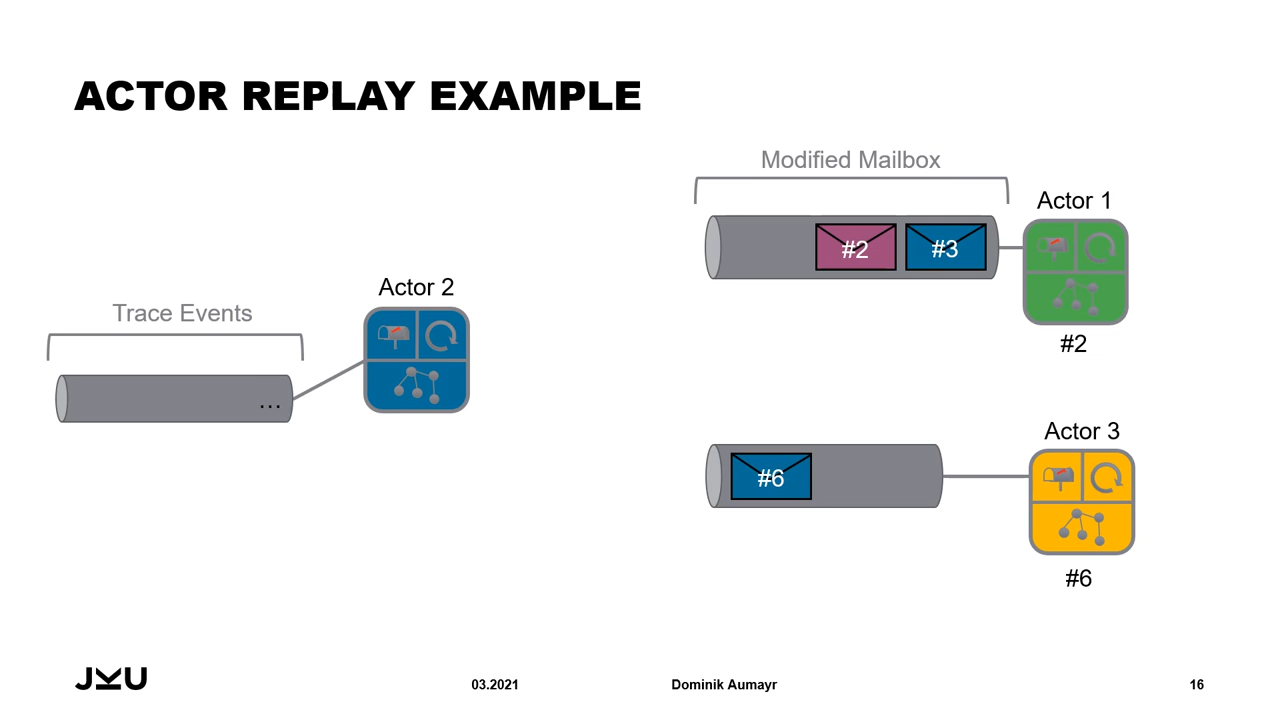 ACTOR REPLAY EXAMPLE
Modified Mailbox
Actor 1
#2 #3
#2
Trace Events
Actor 2
...
Actor 3
#6
#6
JKU
03.2021 Dominik Aumayr 16